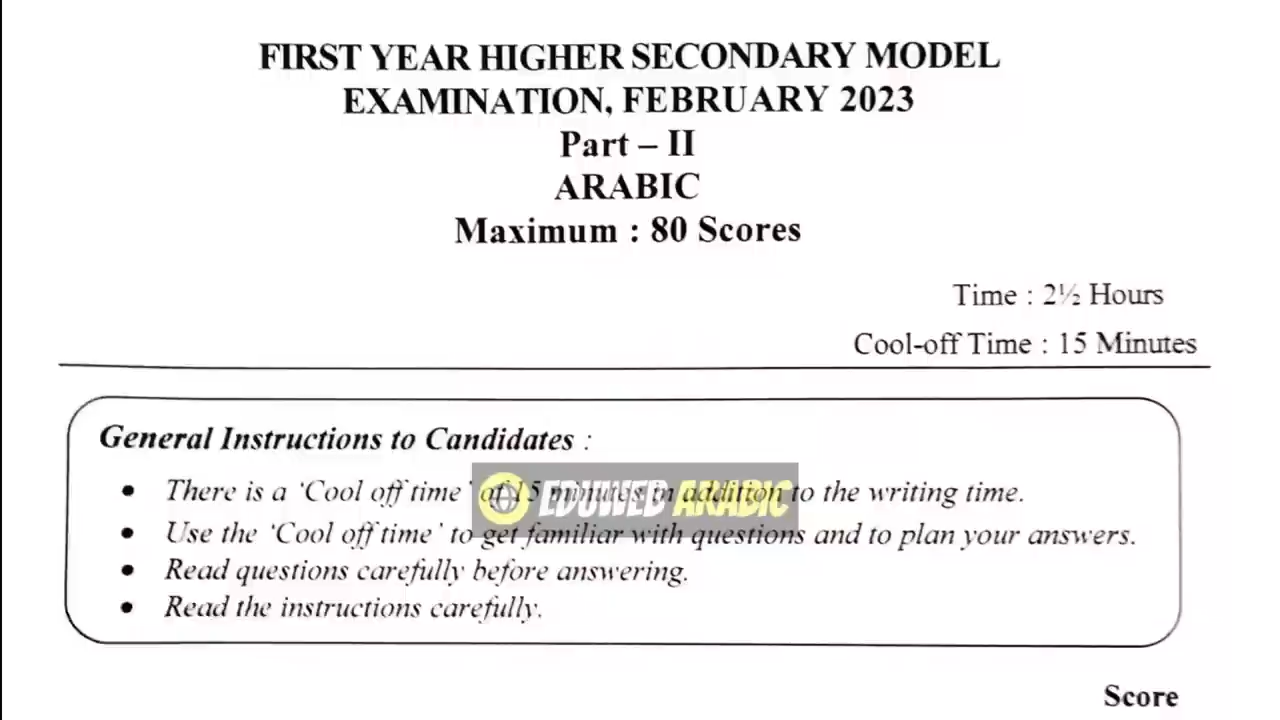 FIRST YEAR HIGHER SECONDARY MODEL
EXAMINATION, FEBRUARY 2023
Part – II
ARABIC
Maximum : 80 Scores
Time : 2½ Hours
Cool-off Time : 15 Minutes
General Instructions to Candidates :
• There is a ‘Cool off time’ of 15 minutes in addition to the writing time.
EDUWED ARABIC
• Use the ‘Cool off time’ to get familiar with questions and to plan your answers.
• Read questions carefully before answering.
• Read the instructions carefully.
Score